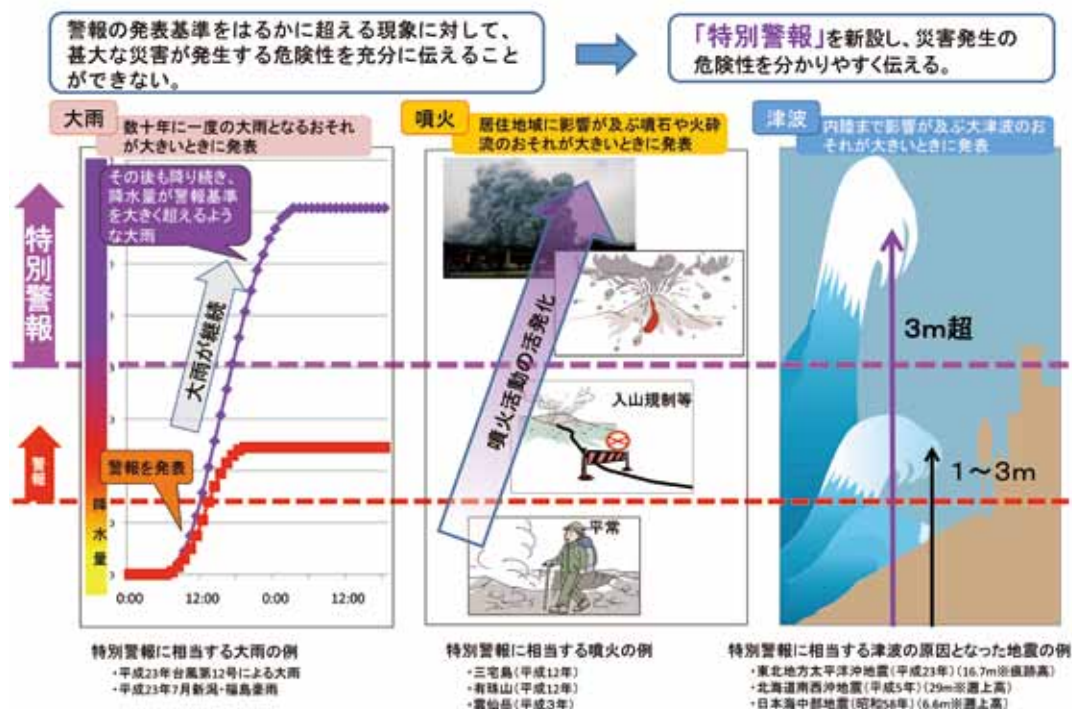 警報の発表基準をはるかに超える現象に対して、
甚大な災害が発生する危険性を充分に伝えること
ができない。
「特別警報」を新設し、災害発生の
危険性を分かりやすく伝える。
大雨
数十年に一度の大雨となるおそれ
が大きいときに発表
噴火
居住地域に影響が及ぶ噴石や火砕
流のおそれが大きいときに発表
津波
内陸まで影響が及ぶ大津波のお
それが大きいときに発表
特別警報
警報
その後も降り続き、
降水量が警報基準
を大きく超えるよう
な大雨
大雨が継続
警報を発表
降水量
0:00 12:00 0:00 12:00
噴火活動の活発化
入山規制等
平常
3m超
1~3m
特別警報に相当する大雨の例
・平成23年台風第12号による大雨
・平成23年7月新潟・福島豪雨
特別警報に相当する噴火の例
・三宅島(平成12年)
・有珠山(平成12年)
・雲仙岳(平成3年)
特別警報に相当する津波の原因となった地震の例
・東北地方太平洋沖地震(平成23年)(16.7m※痕跡高)
・北海道南西沖地震(平成5年)(29m※遡上高)
・日本海中部地震(昭和58年)(6.6m※遡上高)